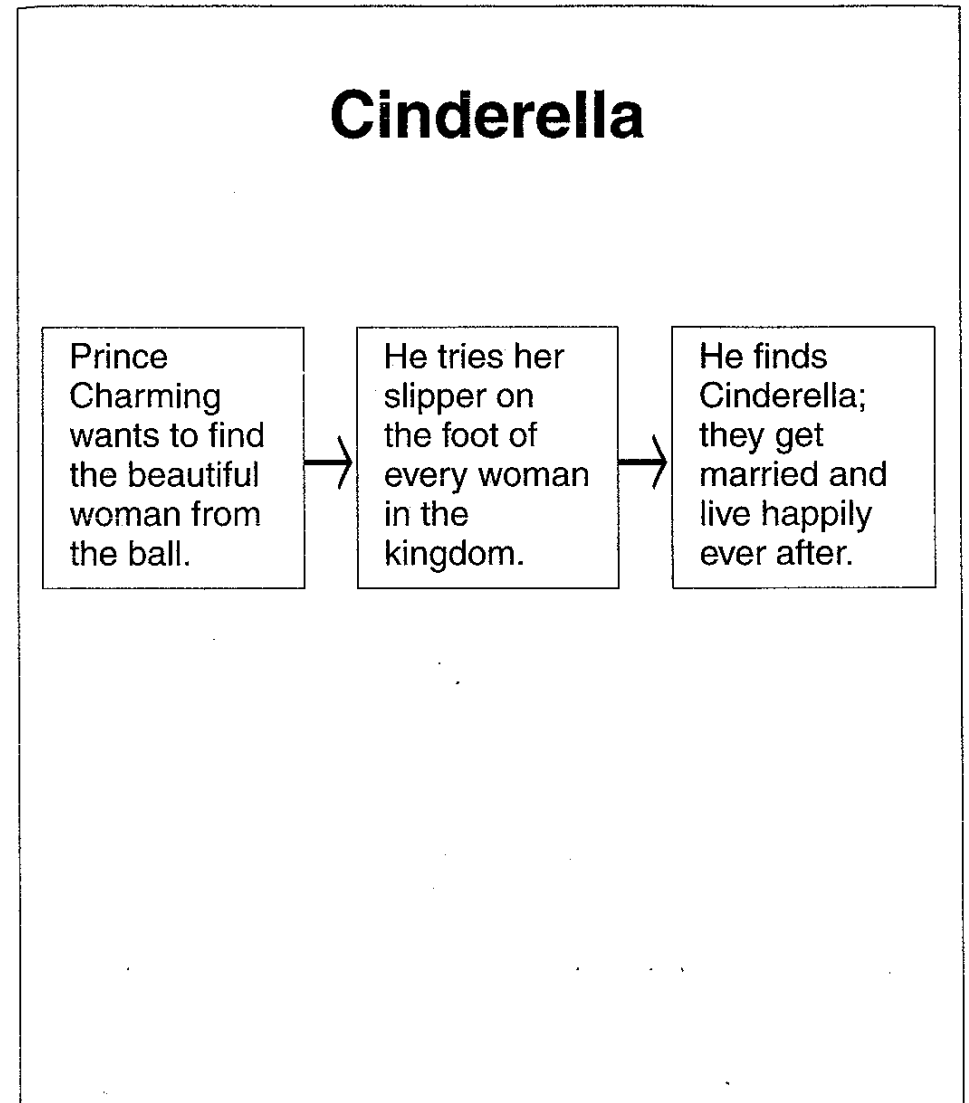 Cinderella
Prince
Charming
wants to find
the beautiful
woman from
the ball.
He tries her
slipper on
the foot of
every woman
in the
kingdom.
He finds
Cinderella;
they get
married and
live happily
ever after.